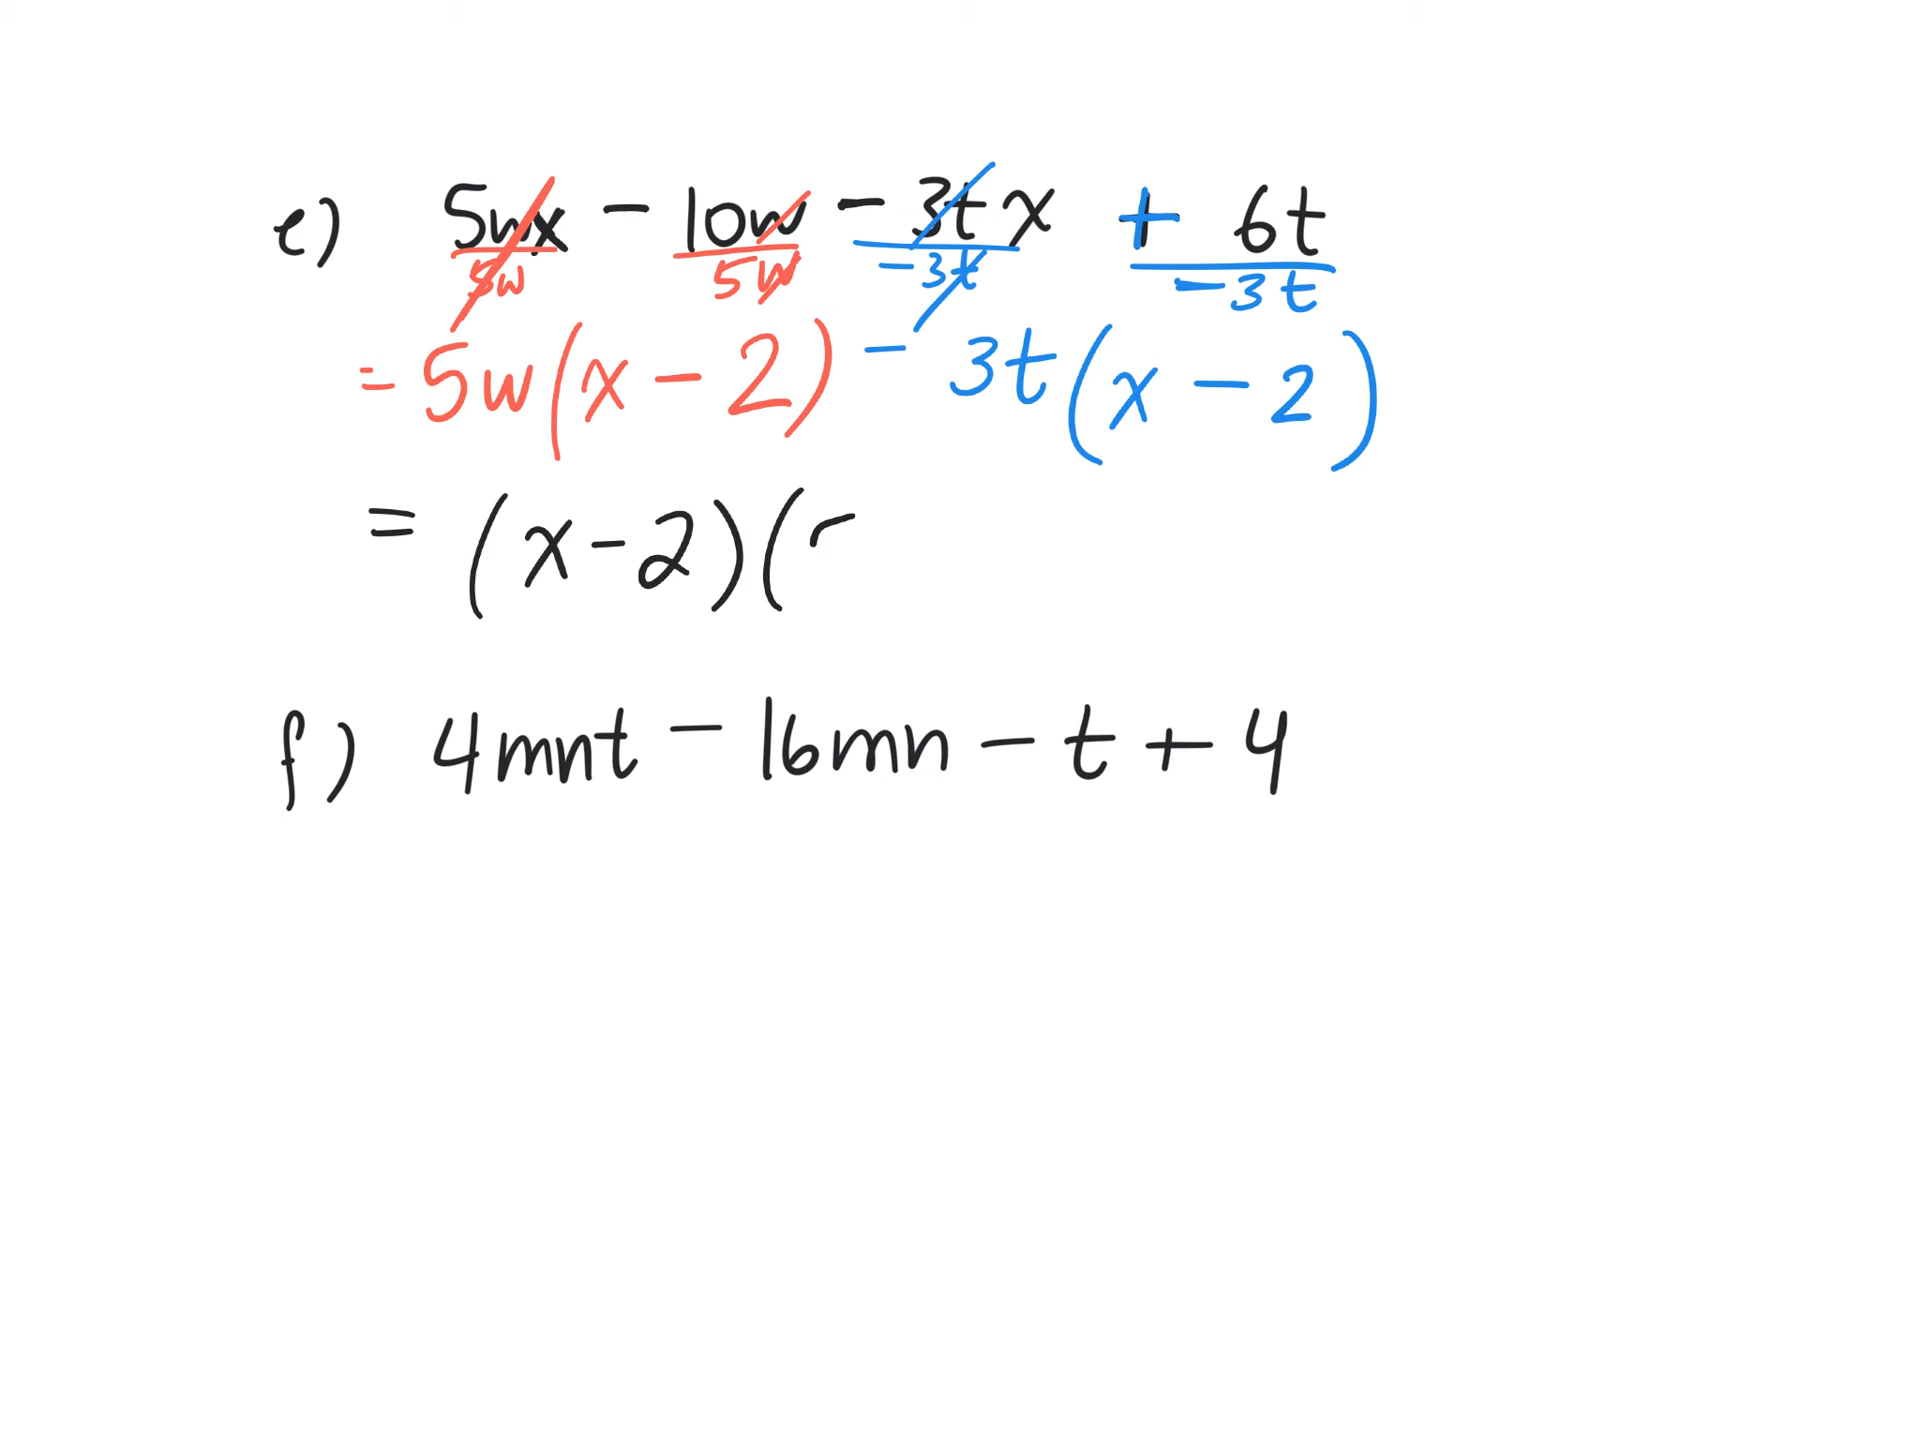 e) 5wx - 10w - 3tx + 6t
5w 5w -3t -3t
= 5w(x - 2) - 3t(x - 2)
= (x-2)(
f) 4mnt - 16mn - t + 4